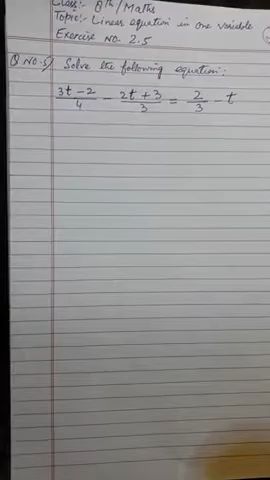 Class:- 8th/Maths
Topic:- Linear equation in one variable
Exercise No. 2.5
Q No. 5/ Solve the following equation:
(3t - 2)/4 - (2t + 3)/3 = 2/3 - t